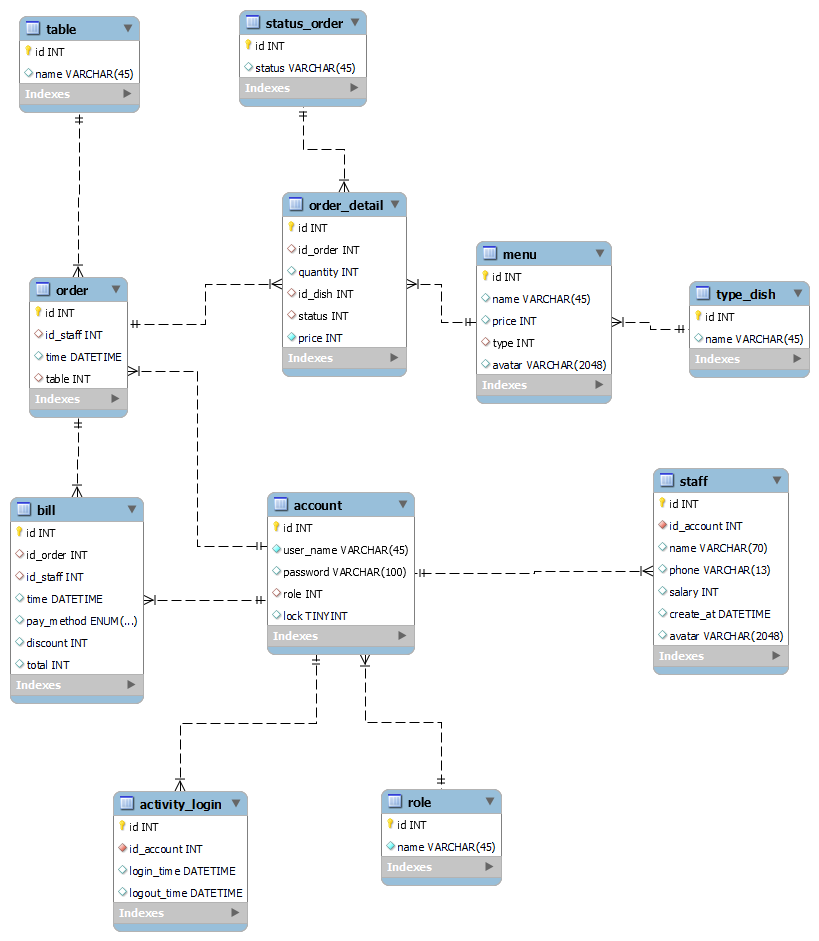 table
id INT
name VARCHAR(45)
Indexes
status_order
id INT
status VARCHAR(45)
Indexes
order_detail
id INT
id_order INT
quantity INT
id_dish INT
status INT
price INT
Indexes
menu
id INT
name VARCHAR(45)
price INT
type INT
avatar VARCHAR(2048)
Indexes
type_dish
id INT
name VARCHAR(45)
Indexes
order
id INT
id_staff INT
time DATETIME
table INT
Indexes
bill
id INT
id_order INT
id_staff INT
time DATETIME
pay_method ENUM(...)
discount INT
total INT
Indexes
account
id INT
user_name VARCHAR(45)
password VARCHAR(100)
role INT
lock TINYINT
Indexes
staff
id INT
id_account INT
name VARCHAR(70)
phone VARCHAR(13)
salary INT
create_at DATETIME
avatar VARCHAR(2048)
Indexes
activity_login
id INT
id_account INT
login_time DATETIME
logout_time DATETIME
Indexes
role
id INT
name VARCHAR(45)
Indexes